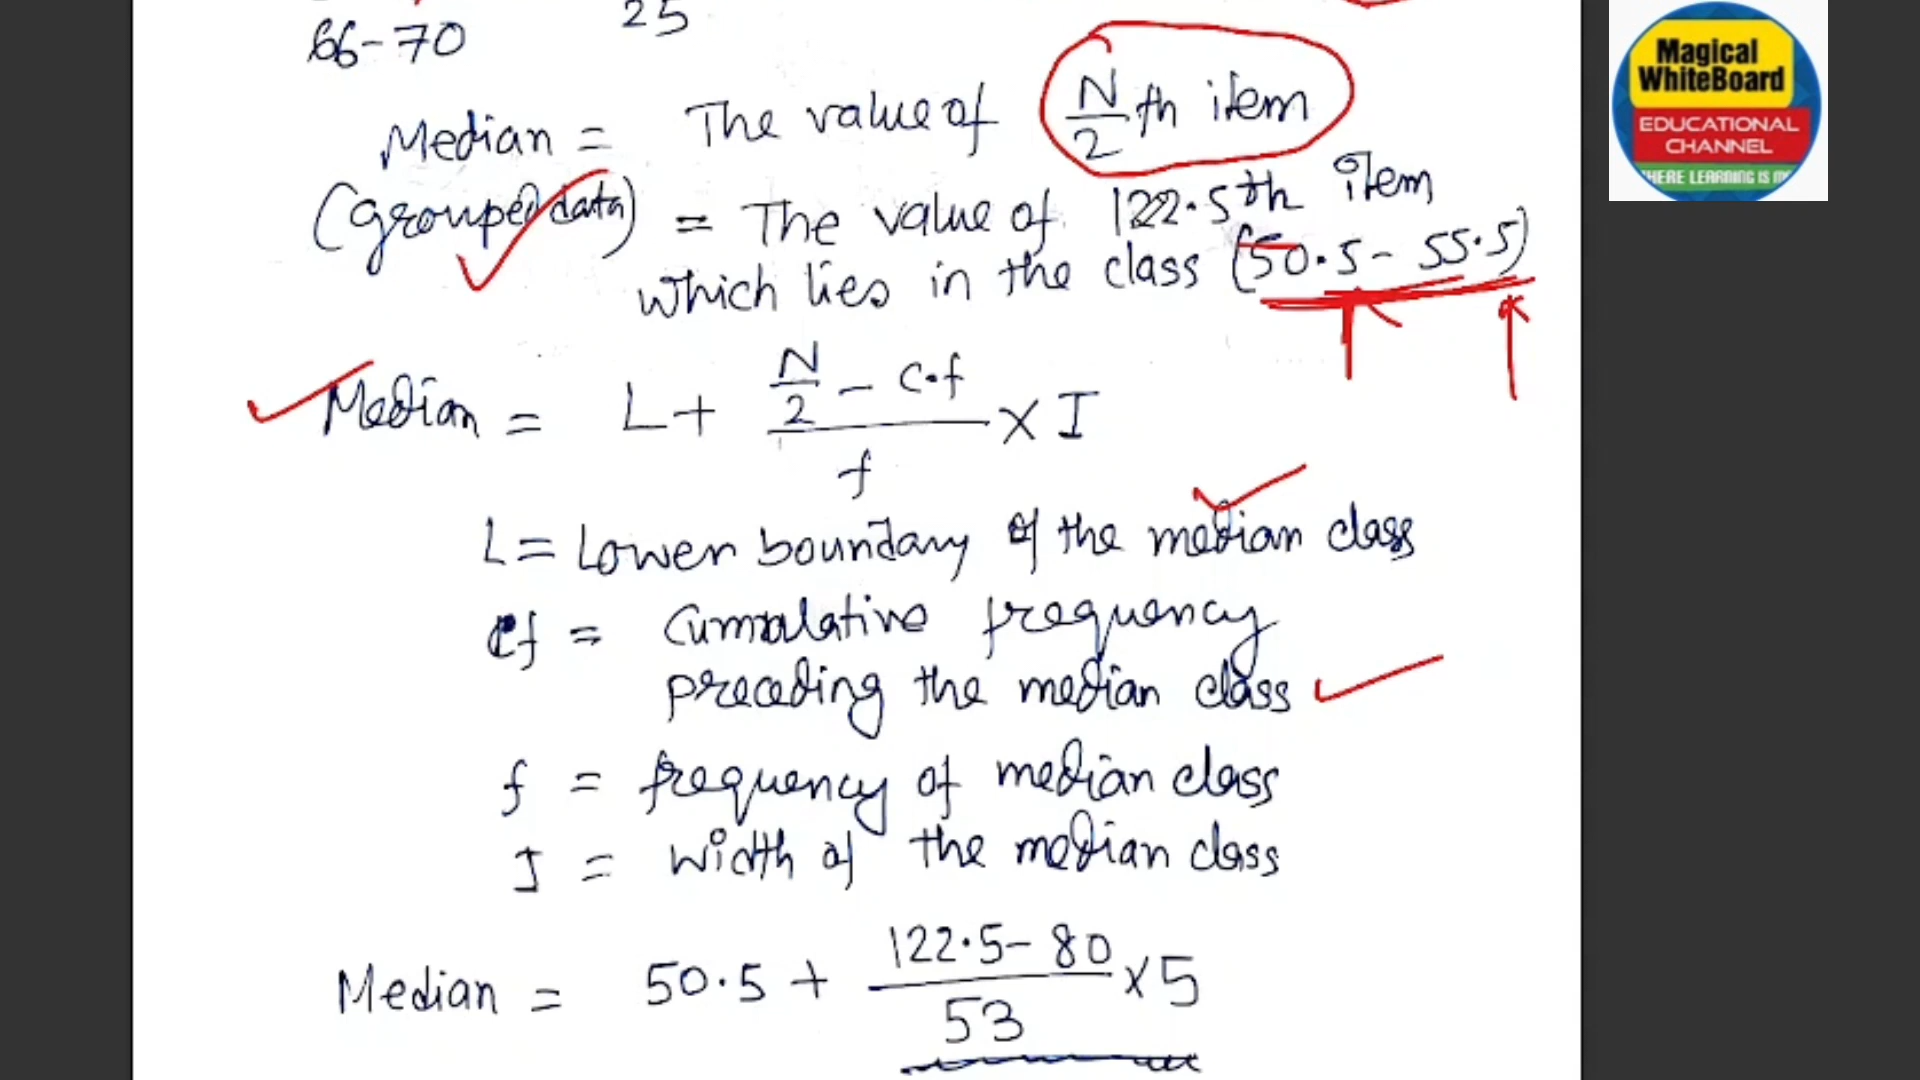 25
66-70
Median = The value of N/2 th item
(grouped data) = The value of 122.5th item
which lies in the class (50.5 - 55.5)
Median = L + (N/2 - c.f)/f × I
L = Lower boundary of the median class
cf = Cumulative frequency
preceding the median class
f = frequency of median class
I = width of the median class
Median = 50.5 + (122.5 - 80)/53 × 5
Magical
WhiteBoard
EDUCATIONAL
CHANNEL
HERE LEARNING IS